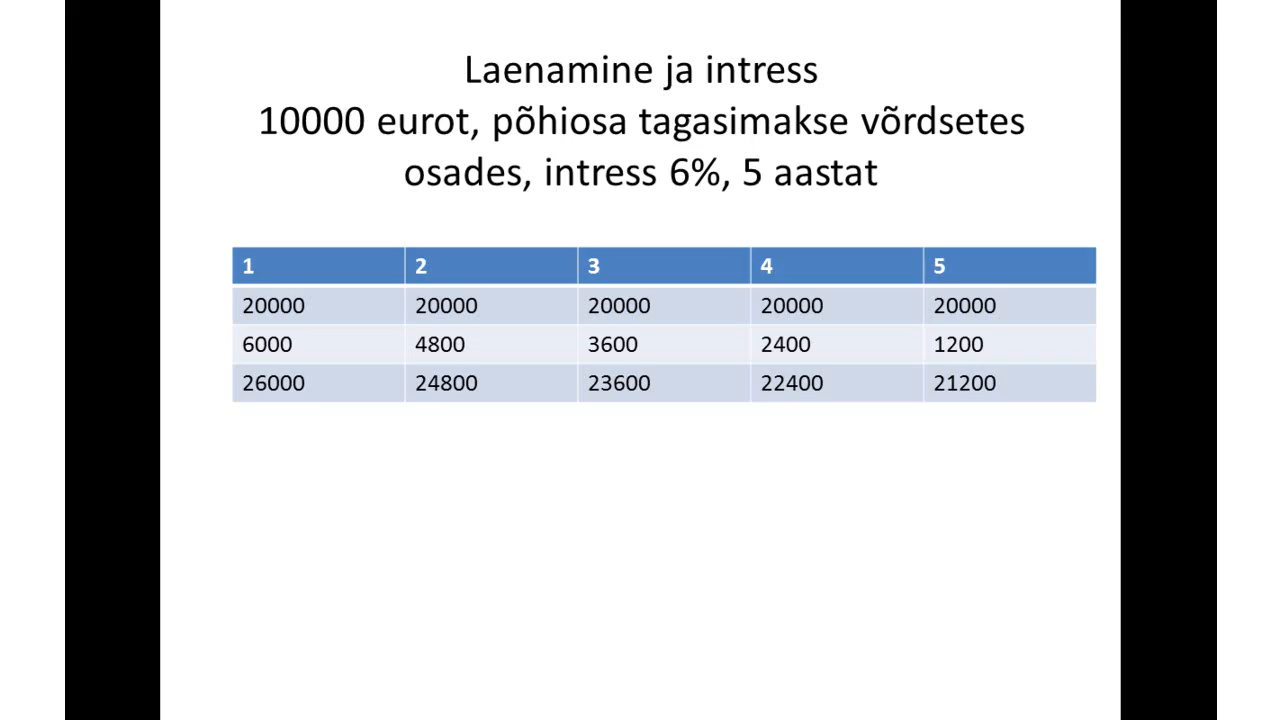 Laenamine ja intress
10000 eurot, põhiosa tagasimakse võrdsetes
osades, intress 6%, 5 aastat
1 2 3 4 5
20000 20000 20000 20000 20000
6000 4800 3600 2400 1200
26000 24800 23600 22400 21200